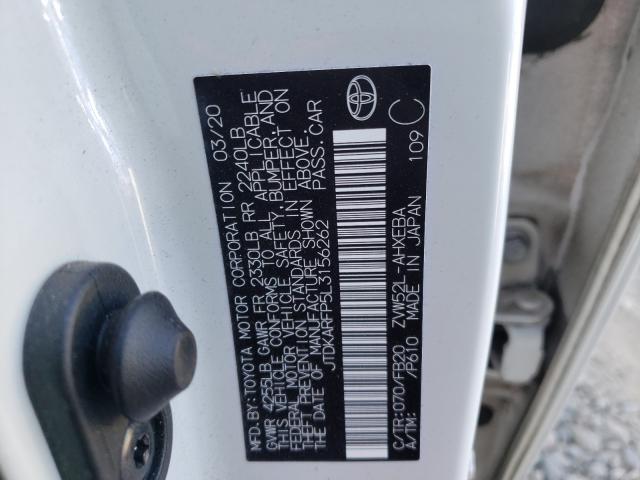 MFD.BY: TOYOTA MOTOR CORPORATION 03/20
GVWR 4255LB GAWR FR 2330LB RR 2240LB
THIS VEHICLE CONFORMS TO ALL APPLICABLE
FEDERAL MOTOR VEHICLE SAFETY, BUMPER, AND
THEFT PREVENTION STANDARDS IN EFFECT ON
THE DATE OF MANUFACTURE SHOWN ABOVE.
JTDKARFP5L3156262 PASS.CAR
C/TR:070/FB20 ZVW52L-AHXEBA
A/TM: /P610 MADE IN JAPAN 109 C